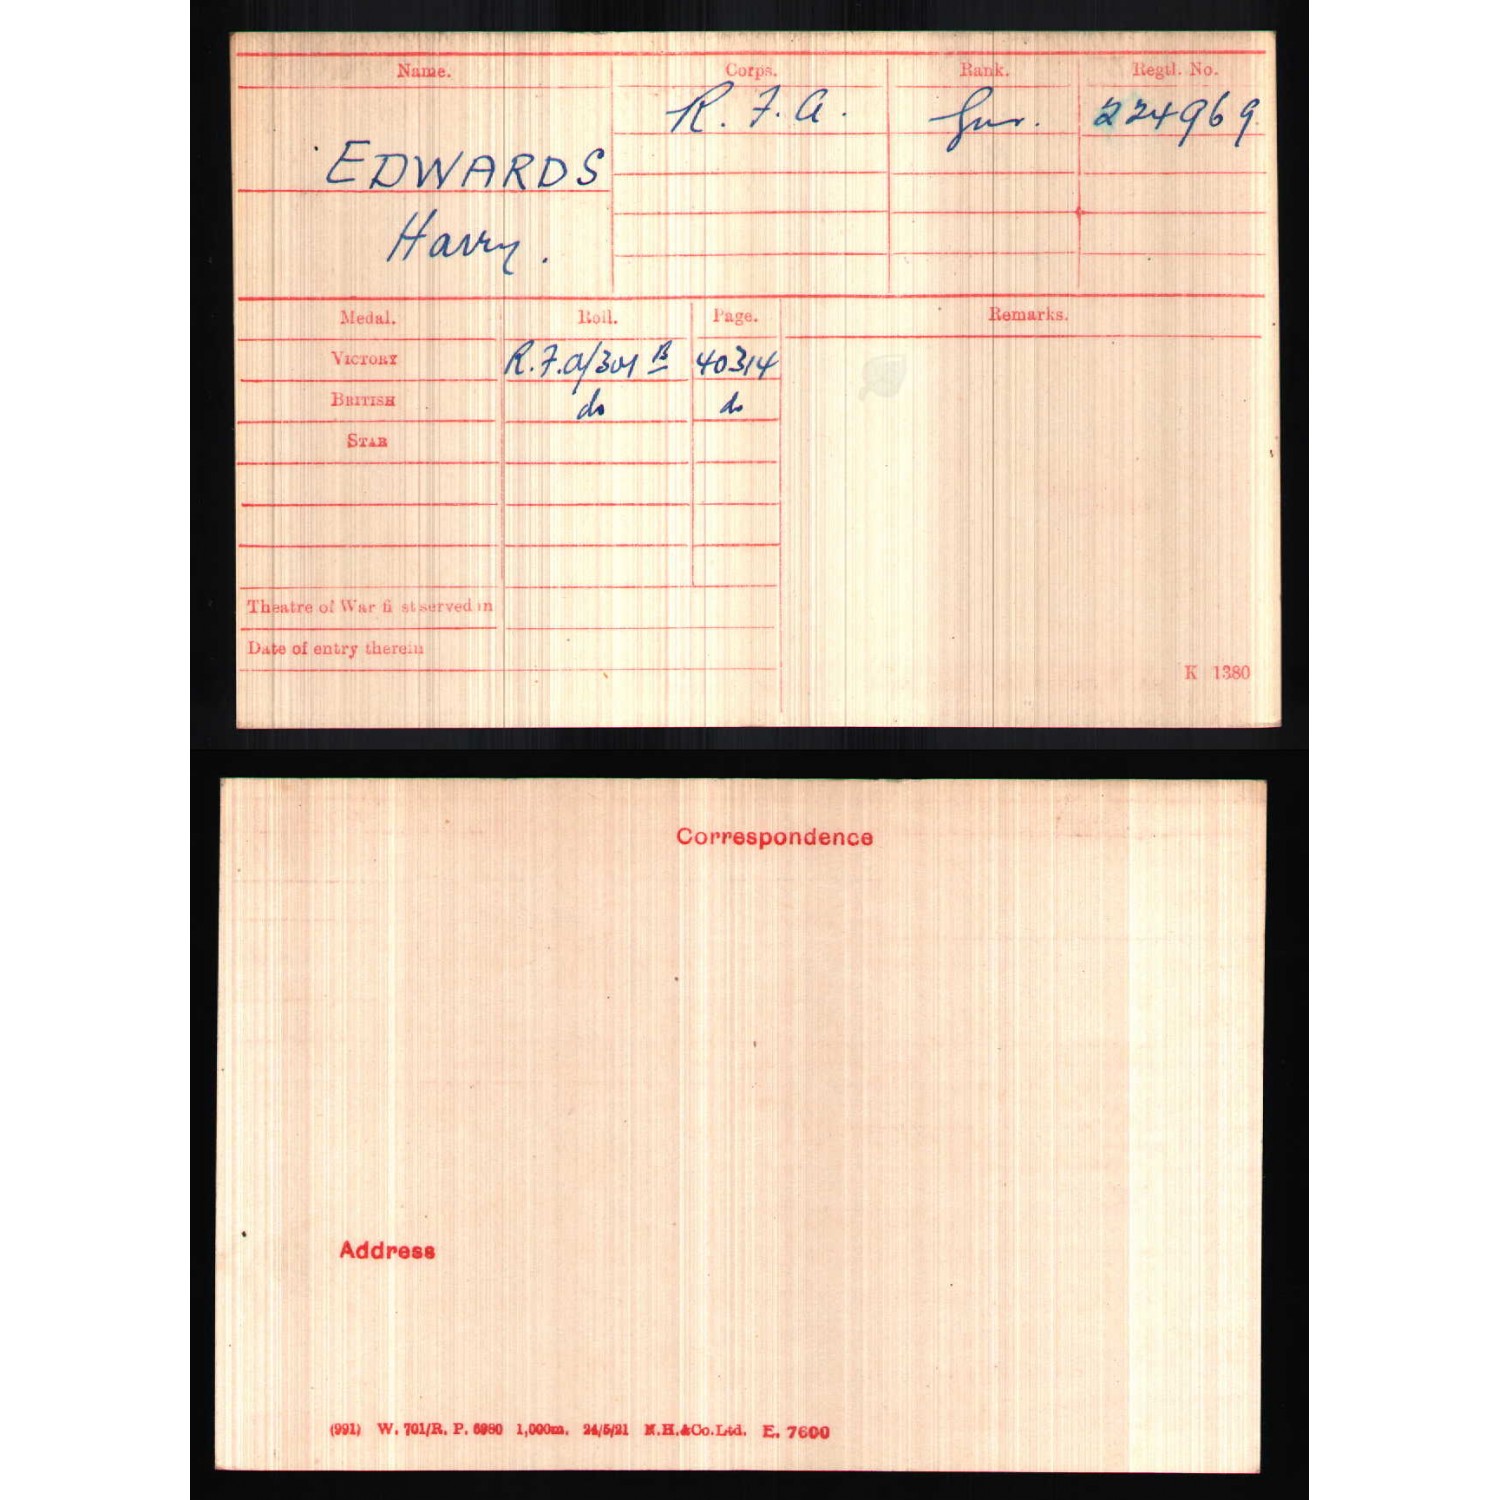 Name. Corps. Rank. Regtl. No.
R. F. A. Gnr. 224969
EDWARDS
Harry.
Medal. Roll. Page. Remarks.
VICTORY R.F.A/301 B 40314
BRITISH do do
STAR
Theatre of War first served in
Date of entry therein
K 1380
Correspondence
Address
(991) W. 701/R. P. 6980 1,000m. 24/5/21 N.H.&Co.Ltd. E. 7600